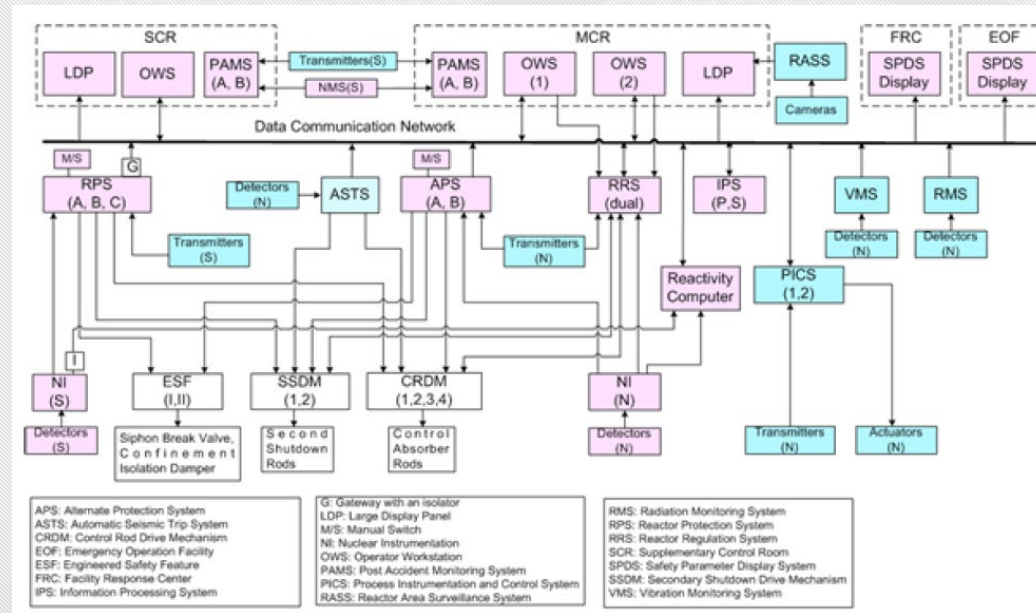 SCR
MCR
FRC
EOF
LDP
OWS
PAMS
(A, B)
Transmitters(S)
NMS(S)
PAMS
(A, B)
OWS
(1)
OWS
(2)
LDP
RASS
Cameras
SPDS
Display
SPDS
Display
Data Communication Network
M/S
G
RPS
(A, B, C)
Detectors
(N)
ASTS
M/S
APS
(A, B)
RRS
(dual)
IPS
(P,S)
VMS
RMS
Transmitters
(S)
Transmitters
(N)
Detectors
(N)
Detectors
(N)
Reactivity
Computer
PICS
(1,2)
I
NI
(S)
ESF
(I,II)
SSDM
(1,2)
CRDM
(1,2,3,4)
NI
(N)
Detectors
(S)
Siphon Break Valve,
Confinement
Isolation Damper
Second
Shutdown
Rods
Control
Absorber
Rods
Detectors
(N)
Transmitters
(N)
Actuators
(N)
APS: Alternate Protection System
ASTS: Automatic Seismic Trip System
CRDM: Control Rod Drive Mechanism
EOF: Emergency Operation Facility
ESF: Engineered Safety Feature
FRC: Facility Response Center
IPS: Information Processing System
G: Gateway with an isolator
LDP: Large Display Panel
M/S: Manual Switch
NI: Nuclear Instrumentation
OWS: Operator Workstation
PAMS: Post Accident Monitoring System
PICS: Process Instrumentation and Control System
RASS: Reactor Area Surveillance System
RMS: Radiation Monitoring System
RPS: Reactor Protection System
RRS: Reactor Regulation System
SCR: Supplementary Control Room
SPDS: Safety Parameter Display System
SSDM: Secondary Shutdown Drive Mechanism
VMS: Vibration Monitoring System